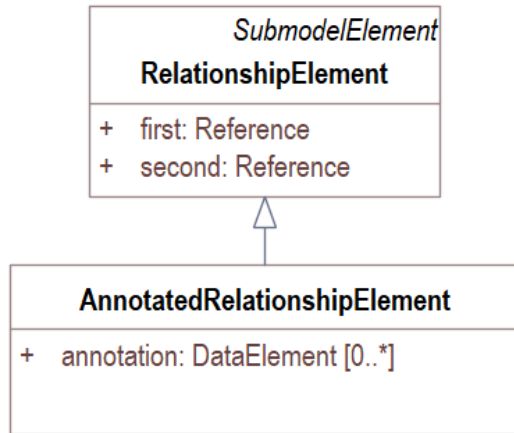 SubmodelElement
RelationshipElement
+ first: Reference
+ second: Reference
AnnotatedRelationshipElement
+ annotation: DataElement [0..*]